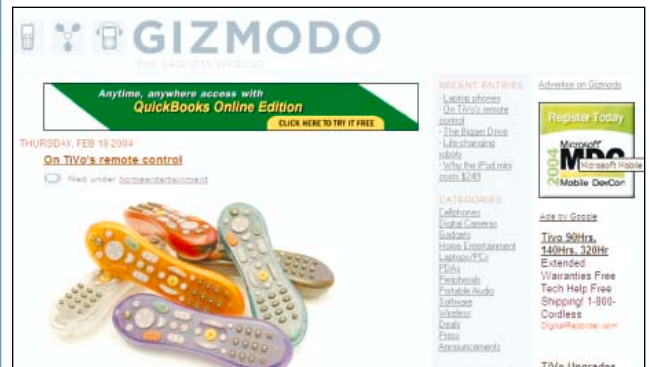 GIZMODO
THE GADGETS WEBLOG
Anytime, anywhere access with
QuickBooks Online Edition
CLICK HERE TO TRY IT FREE
THURSDAY, FEB 19 2004
On TiVo's remote control
filed under homeentertainment
RECENT ENTRIES
· Laptop phones
· On TiVo's remote
control
· The Bigger Drive
· Life-changing
robots
· Why the iPod mini
costs $249
CATEGORIES
Cellphones
Digital Cameras
Gadgets
Home Entertainment
Laptops/PCs
PDAs
Peripherals
Portable Audio
Software
Wireless
Deals
Press
Announcements
Advertise on Gizmodo
Register Today
Microsoft
2004
MDC
Microsoft Mobile
Mobile DevCon
Ads by Google
Tivo 90Hrs,
140Hrs, 320Hr
Extended
Warranties Free
Tech Help Free
Shipping! 1-800-
Cordless
DigitalRecorder.com
TiVo Upgrades